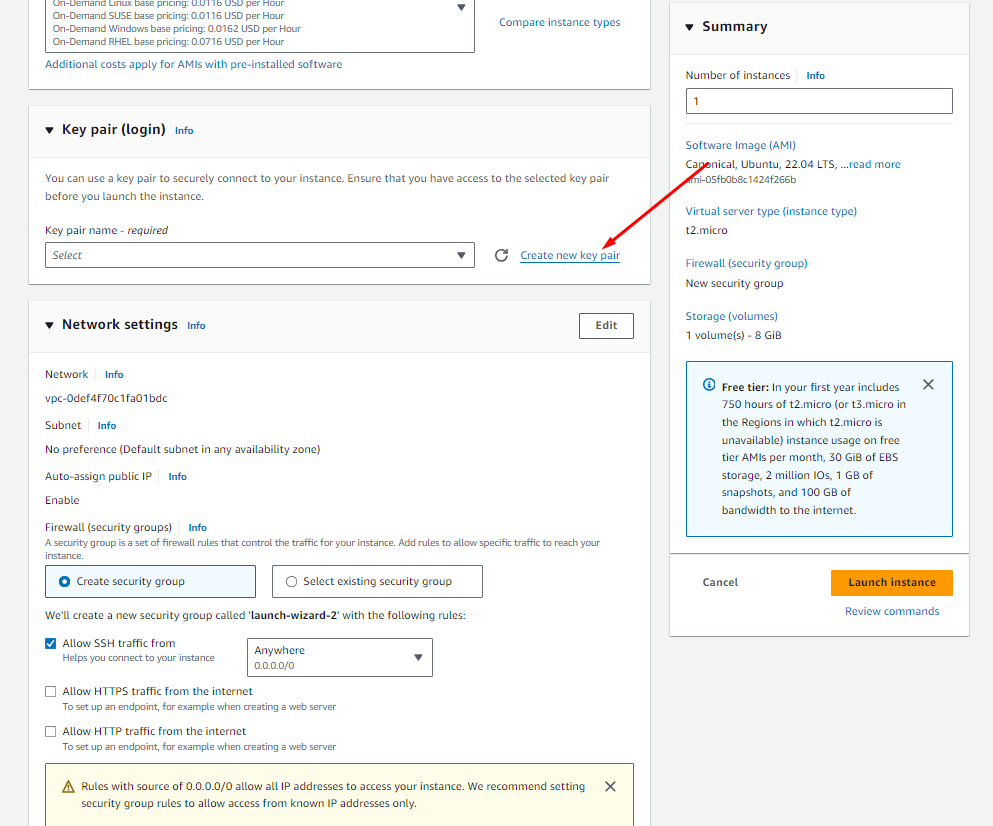 On-Demand Linux base pricing: 0.0116 USD per Hour
On-Demand SUSE base pricing: 0.0116 USD per Hour
On-Demand Windows base pricing: 0.0162 USD per Hour
On-Demand RHEL base pricing: 0.0716 USD per Hour
Compare instance types
Additional costs apply for AMIs with pre-installed software
Key pair (login) Info
You can use a key pair to securely connect to your instance. Ensure that you have access to the selected key pair
before you launch the instance.
Key pair name - required
Select
Create new key pair
Network settings Info
Edit
Network Info
vpc-0def4f70c1fa01bdc
Subnet Info
No preference (Default subnet in any availability zone)
Auto-assign public IP Info
Enable
Firewall (security groups) Info
A security group is a set of firewall rules that control the traffic for your instance. Add rules to allow specific traffic to reach your
instance.
Create security group
Select existing security group
We'll create a new security group called 'launch-wizard-2' with the following rules:
Allow SSH traffic from
Helps you connect to your instance
Anywhere
0.0.0.0/0
Allow HTTPS traffic from the internet
To set up an endpoint, for example when creating a web server
Allow HTTP traffic from the internet
To set up an endpoint, for example when creating a web server
Rules with source of 0.0.0.0/0 allow all IP addresses to access your instance. We recommend setting
security group rules to allow access from known IP addresses only.
Summary
Number of instances Info
1
Software Image (AMI)
Canonical, Ubuntu, 22.04 LTS, ...read more
ami-05fb0b8c1424f266b
Virtual server type (instance type)
t2.micro
Firewall (security group)
New security group
Storage (volumes)
1 volume(s) - 8 GiB
Free tier: In your first year includes
750 hours of t2.micro (or t3.micro in
the Regions in which t2.micro is
unavailable) instance usage on free
tier AMIs per month, 30 GiB of EBS
storage, 2 million IOs, 1 GB of
snapshots, and 100 GB of
bandwidth to the internet.
Cancel
Launch instance
Review commands